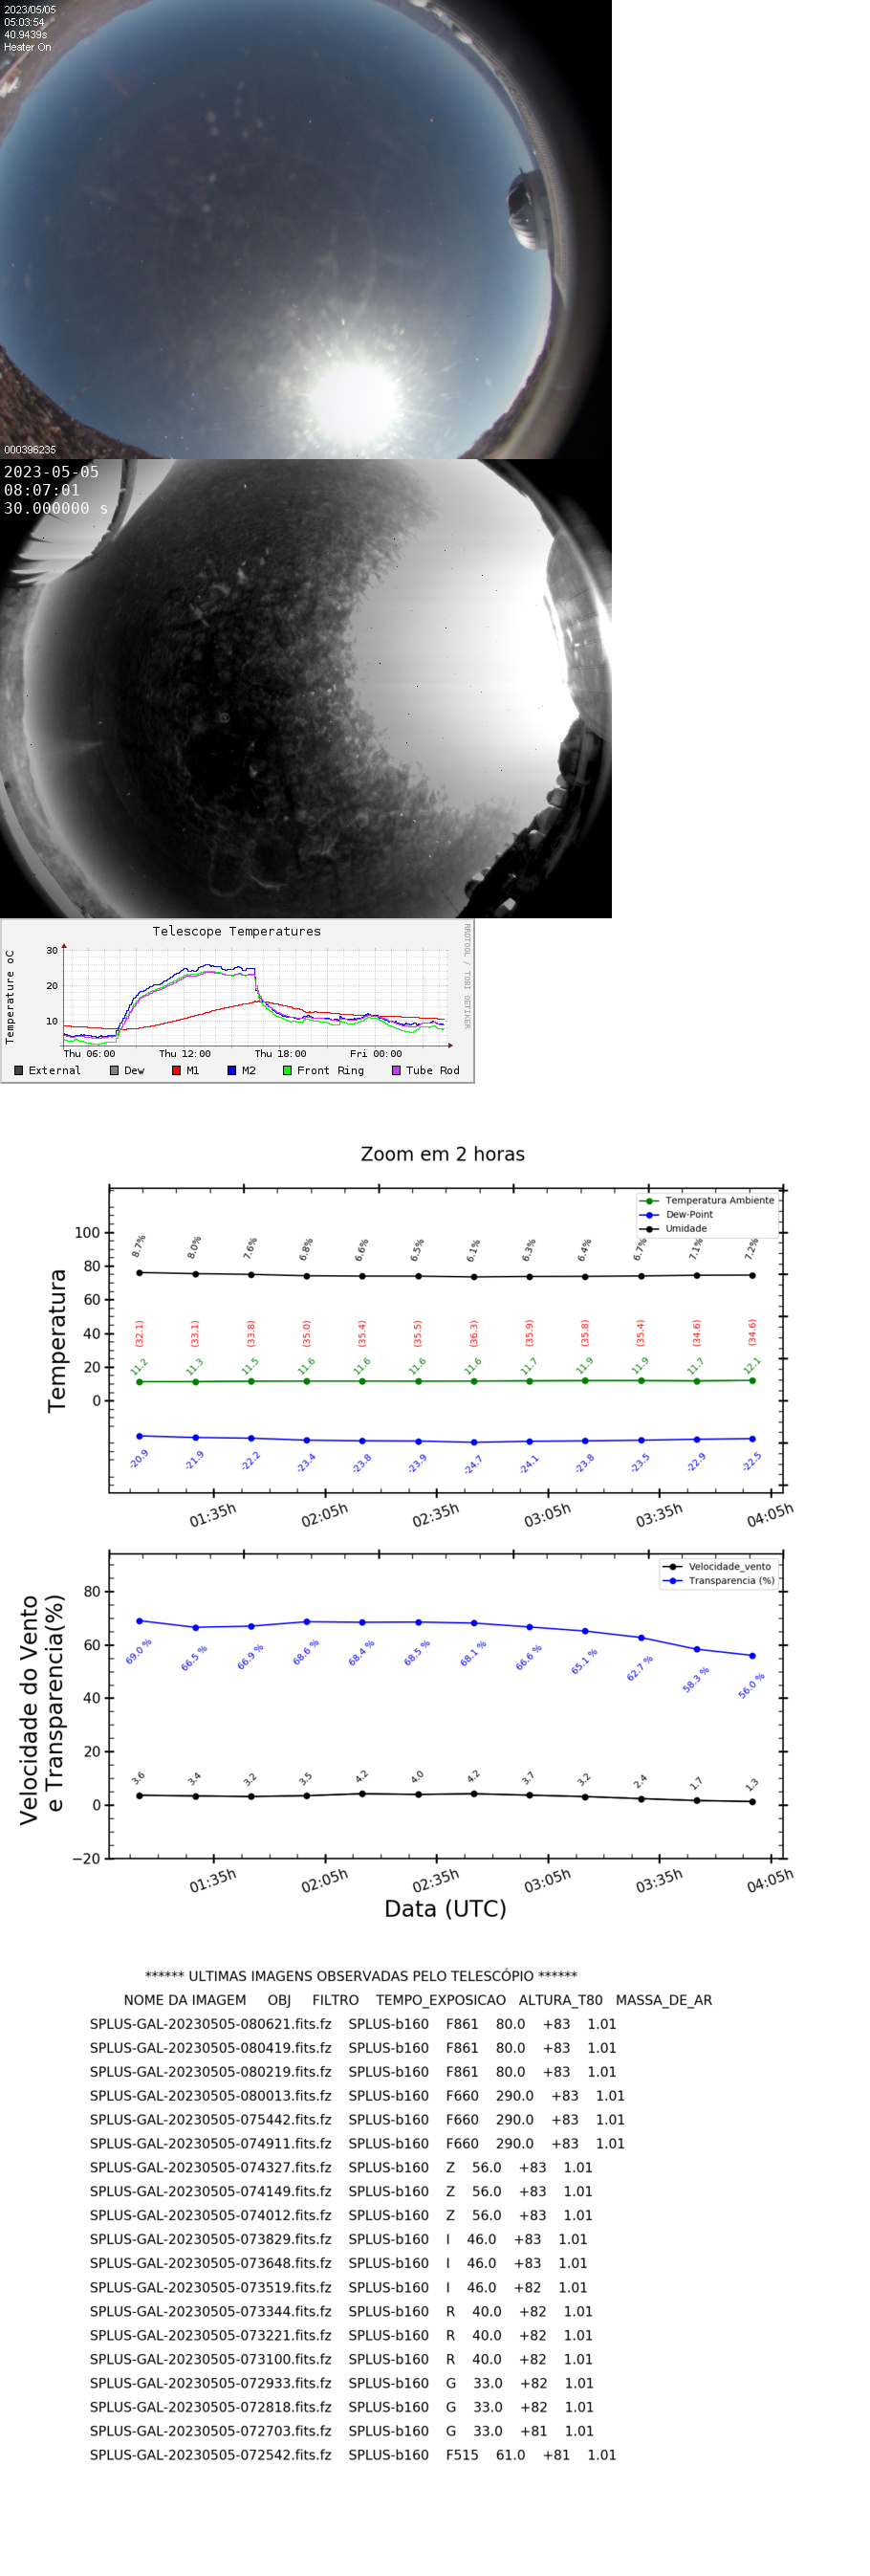 2023/05/05
05:03:54
40.9439s
Heater On
000396235
2023-05-05
08:07:01
30.000000 s
Telescope Temperatures
RRDTOOL / TOBI OETIKER
Temperature oC
30
20
10
Thu 06:00 Thu 12:00 Thu 18:00 Fri 00:00
External Dew M1 M2 Front Ring Tube Rod
Zoom em 2 horas
Temperatura Ambiente
Dew-Point
Umidade
Temperatura
100
80
60
40
20
0
8.7% 8.0% 7.6% 6.8% 6.6% 6.5% 6.1% 6.3% 6.4% 6.7% 7.1% 7.2%
(32.1) (33.1) (33.8) (35.0) (35.4) (35.5) (36.3) (35.9) (35.8) (35.4) (34.6) (34.6)
11.2 11.3 11.5 11.6 11.6 11.6 11.6 11.7 11.9 11.9 11.7 12.1
-20.9 -21.9 -22.2 -23.4 -23.8 -23.9 -24.7 -24.1 -23.8 -23.5 -22.9 -22.5
01:35h 02:05h 02:35h 03:05h 03:35h 04:05h
Velocidade_vento
Transparencia (%)
Velocidade do Vento
e Transparencia(%)
80
60
40
20
0
−20
69.0 % 66.5 % 66.9 % 68.6 % 68.4 % 68.5 % 68.1 % 66.6 % 65.1 % 62.7 % 58.3 % 56.0 %
3.6 3.4 3.2 3.5 4.2 4.0 4.2 3.7 3.2 2.4 1.7 1.3
01:35h 02:05h 02:35h 03:05h 03:35h 04:05h
Data (UTC)
****** ULTIMAS IMAGENS OBSERVADAS PELO TELESCÓPIO ******
NOME DA IMAGEM OBJ FILTRO TEMPO_EXPOSICAO ALTURA_T80 MASSA_DE_AR
SPLUS-GAL-20230505-080621.fits.fz SPLUS-b160 F861 80.0 +83 1.01
SPLUS-GAL-20230505-080419.fits.fz SPLUS-b160 F861 80.0 +83 1.01
SPLUS-GAL-20230505-080219.fits.fz SPLUS-b160 F861 80.0 +83 1.01
SPLUS-GAL-20230505-080013.fits.fz SPLUS-b160 F660 290.0 +83 1.01
SPLUS-GAL-20230505-075442.fits.fz SPLUS-b160 F660 290.0 +83 1.01
SPLUS-GAL-20230505-074911.fits.fz SPLUS-b160 F660 290.0 +83 1.01
SPLUS-GAL-20230505-074327.fits.fz SPLUS-b160 Z 56.0 +83 1.01
SPLUS-GAL-20230505-074149.fits.fz SPLUS-b160 Z 56.0 +83 1.01
SPLUS-GAL-20230505-074012.fits.fz SPLUS-b160 Z 56.0 +83 1.01
SPLUS-GAL-20230505-073829.fits.fz SPLUS-b160 I 46.0 +83 1.01
SPLUS-GAL-20230505-073648.fits.fz SPLUS-b160 I 46.0 +83 1.01
SPLUS-GAL-20230505-073519.fits.fz SPLUS-b160 I 46.0 +82 1.01
SPLUS-GAL-20230505-073344.fits.fz SPLUS-b160 R 40.0 +82 1.01
SPLUS-GAL-20230505-073221.fits.fz SPLUS-b160 R 40.0 +82 1.01
SPLUS-GAL-20230505-073100.fits.fz SPLUS-b160 R 40.0 +82 1.01
SPLUS-GAL-20230505-072933.fits.fz SPLUS-b160 G 33.0 +82 1.01
SPLUS-GAL-20230505-072818.fits.fz SPLUS-b160 G 33.0 +82 1.01
SPLUS-GAL-20230505-072703.fits.fz SPLUS-b160 G 33.0 +81 1.01
SPLUS-GAL-20230505-072542.fits.fz SPLUS-b160 F515 61.0 +81 1.01